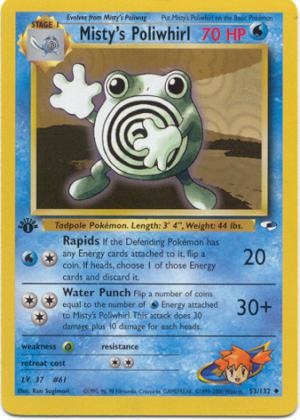 Evolves from Misty's Poliwag Put Misty's Poliwhirl on the Basic Pokémon
STAGE 1 Misty's Poliwhirl 70 HP
Tadpole Pokémon. Length: 3' 4", Weight: 44 lbs.
Rapids If the Defending Pokémon has
any Energy cards attached to it, flip a
coin. If heads, choose 1 of those Energy
cards and discard it.
20
Water Punch Flip a number of coins
equal to the number of Energy attached
to Misty's Poliwhirl. This attack does 30
damage plus 10 damage for each heads.
30+
weakness resistance
retreat cost
LV. 37 #61
Illus. Ken Sugimori
53/132